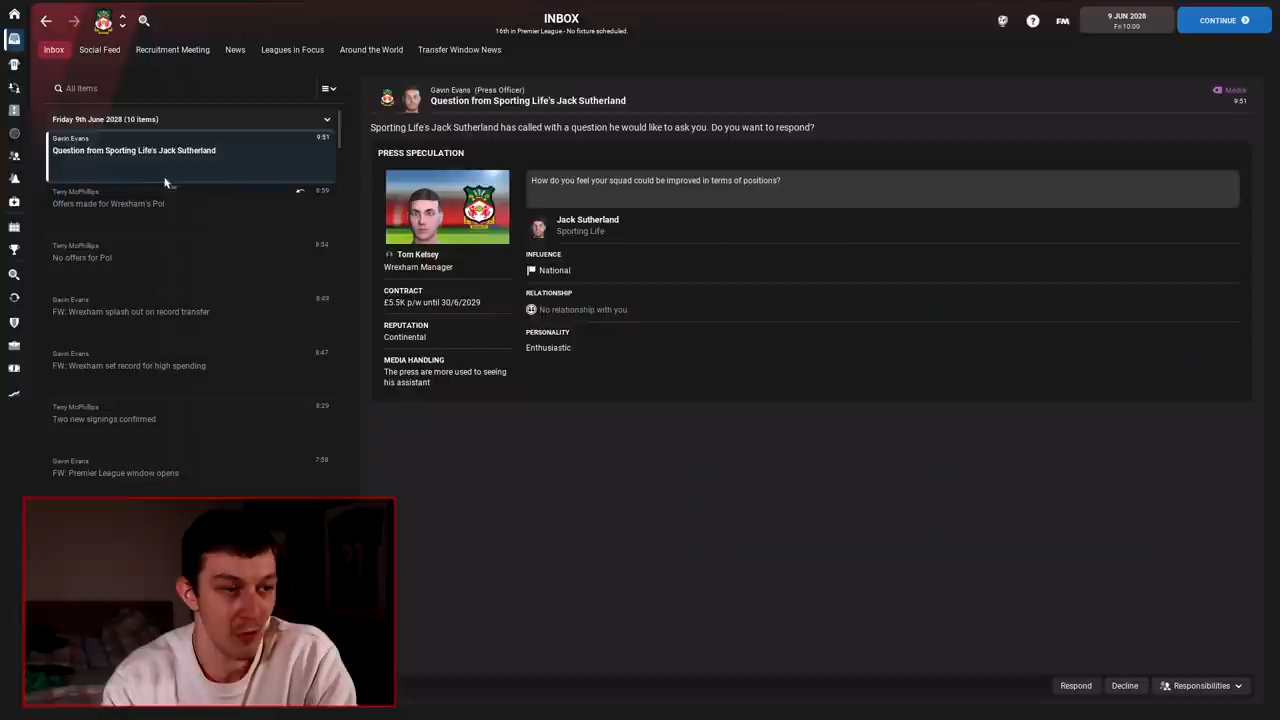 INBOX
16th in Premier League - No fixture scheduled.
FM
9 JUN 2028
Fri 10:00
CONTINUE
Inbox
Social Feed
Recruitment Meeting
News
Leagues in Focus
Around the World
Transfer Window News
All Items
Friday 9th June 2028 (10 items)
Gavin Evans
9:51
Question from Sporting Life's Jack Sutherland
Terry McPhillips
8:59
Offers made for Wrexham's Pol
Terry McPhillips
8:54
No offers for Pol
Gavin Evans
8:49
FW: Wrexham splash out on record transfer
Gavin Evans
8:47
FW: Wrexham set record for high spending
Terry McPhillips
8:29
Two new signings confirmed
Gavin Evans
7:58
FW: Premier League window opens
Gavin Evans (Press Officer)
Question from Sporting Life's Jack Sutherland
Media
9:51
Sporting Life's Jack Sutherland has called with a question he would like to ask you. Do you want to respond?
PRESS SPECULATION
How do you feel your squad could be improved in terms of positions?
Jack Sutherland
Sporting Life
Tom Kelsey
Wrexham Manager
CONTRACT
£5.5K p/w until 30/6/2029
REPUTATION
Continental
MEDIA HANDLING
The press are more used to seeing
his assistant
INFLUENCE
National
RELATIONSHIP
No relationship with you
PERSONALITY
Enthusiastic
Respond
Decline
Responsibilities